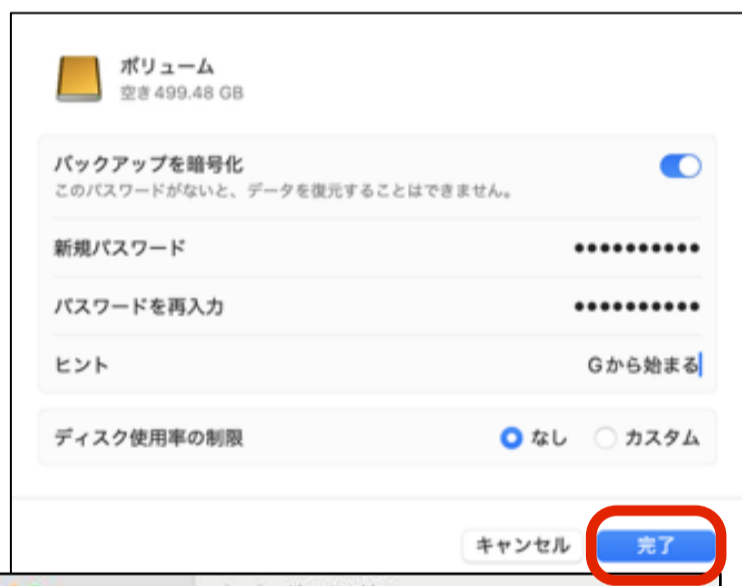 ボリューム
空き 499.48 GB
バックアップを暗号化
このパスワードがないと、データを復元することはできません。
新規パスワード ●●●●●●●●●●
パスワードを再入力 ●●●●●●●●●●
ヒント Gから始まる
ディスク使用率の制限 なし カスタム
キャンセル 完了